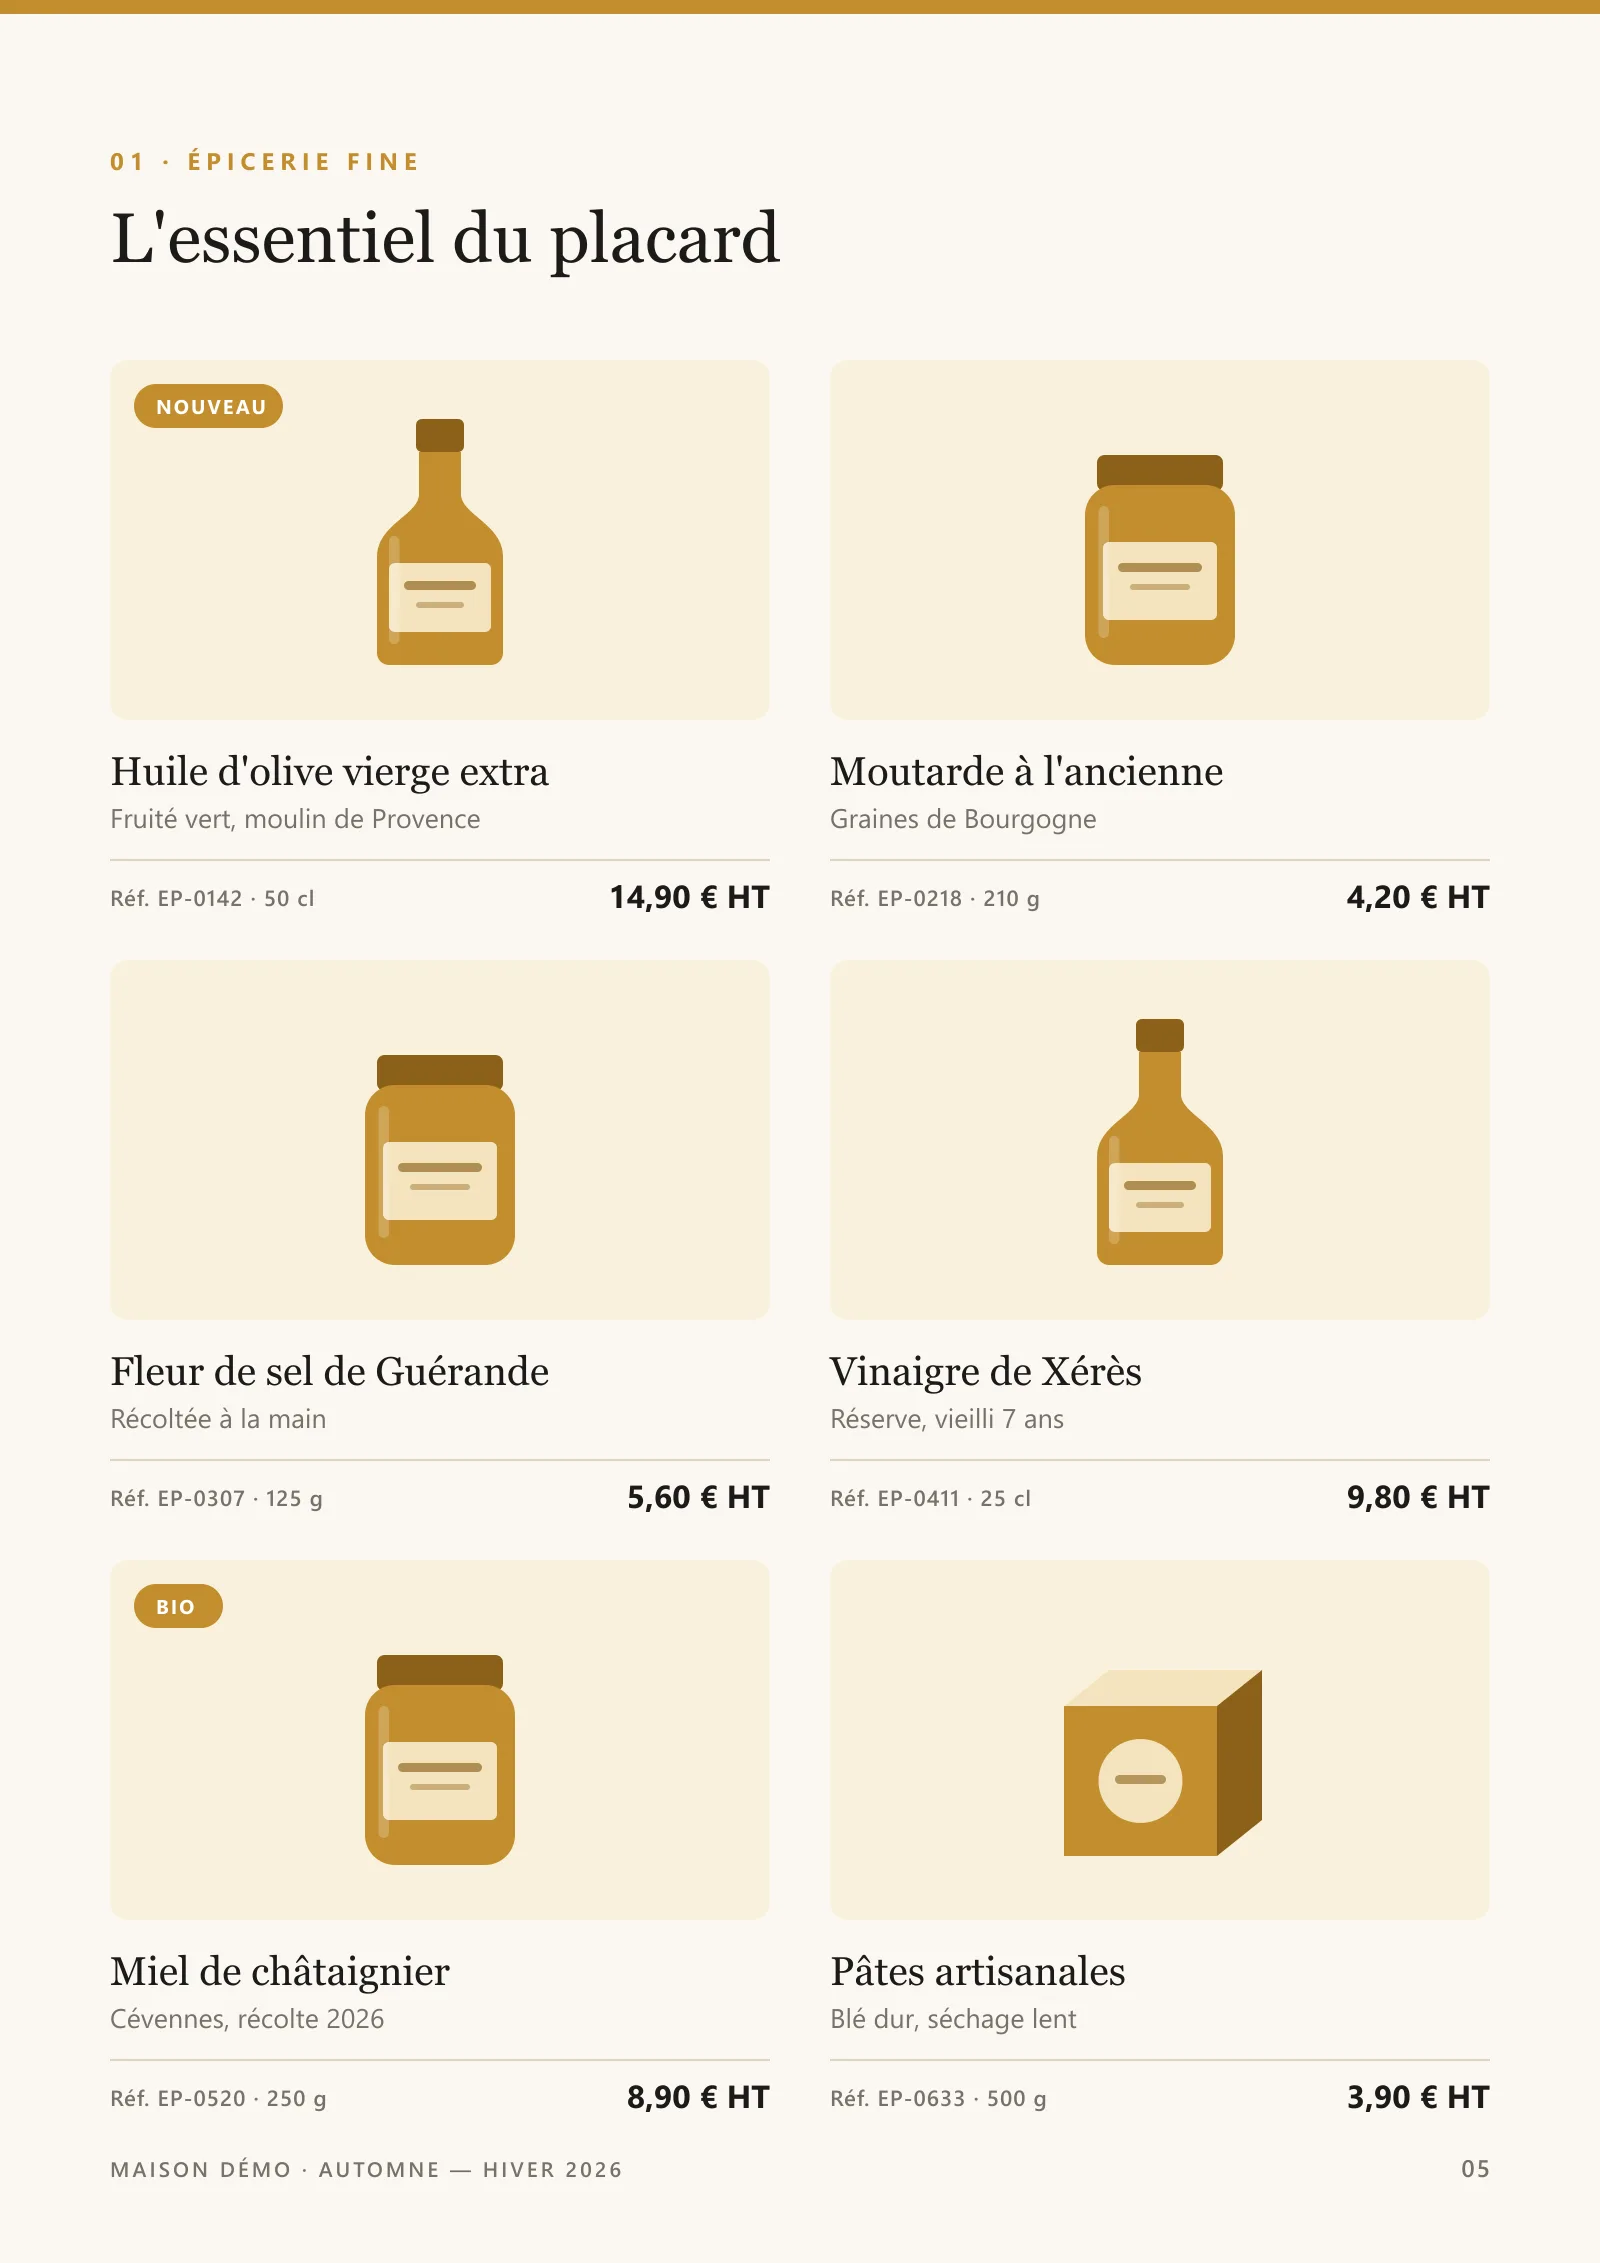 01 · ÉPICERIE FINE
L'essentiel du placard
NOUVEAU
Huile d'olive vierge extra
Fruité vert, moulin de Provence
Réf. EP-0142 · 50 cl
14,90 € HT
Moutarde à l'ancienne
Graines de Bourgogne
Réf. EP-0218 · 210 g
4,20 € HT
Fleur de sel de Guérande
Récoltée à la main
Réf. EP-0307 · 125 g
5,60 € HT
Vinaigre de Xérès
Réserve, vieilli 7 ans
Réf. EP-0411 · 25 cl
9,80 € HT
BIO
Miel de châtaignier
Cévennes, récolte 2026
Réf. EP-0520 · 250 g
8,90 € HT
Pâtes artisanales
Blé dur, séchage lent
Réf. EP-0633 · 500 g
3,90 € HT
MAISON DÉMO · AUTOMNE — HIVER 2026
05